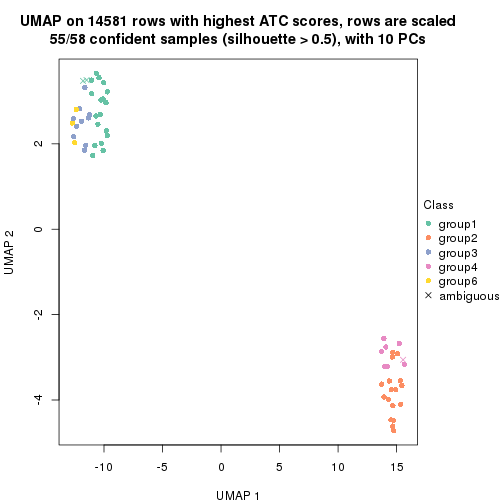 UMAP on 14581 rows with highest ATC scores, rows are scaled
55/58 confident samples (silhouette > 0.5), with 10 PCs
2
0
-2
-4
UMAP 2
-10
-5
0
5
10
15
UMAP 1
Class
group1
group2
group3
group4
group6
ambiguous